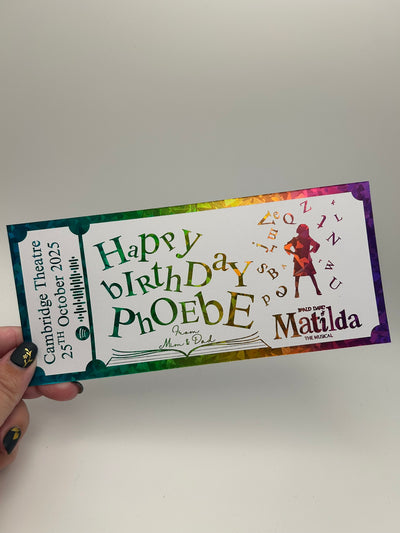 Cambridge Theatre
25TH October 2025
Happy
bIrthDAY
PhOEbE
From
Mum & Dad
ROALD DAHL'S
Matilda
THE MUSICAL